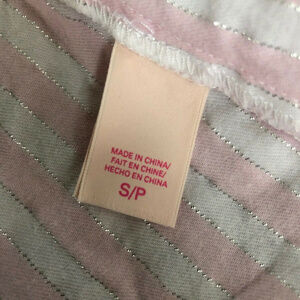 MADE IN CHINA/
FAIT EN CHINE/
HECHO EN CHINA
S/P